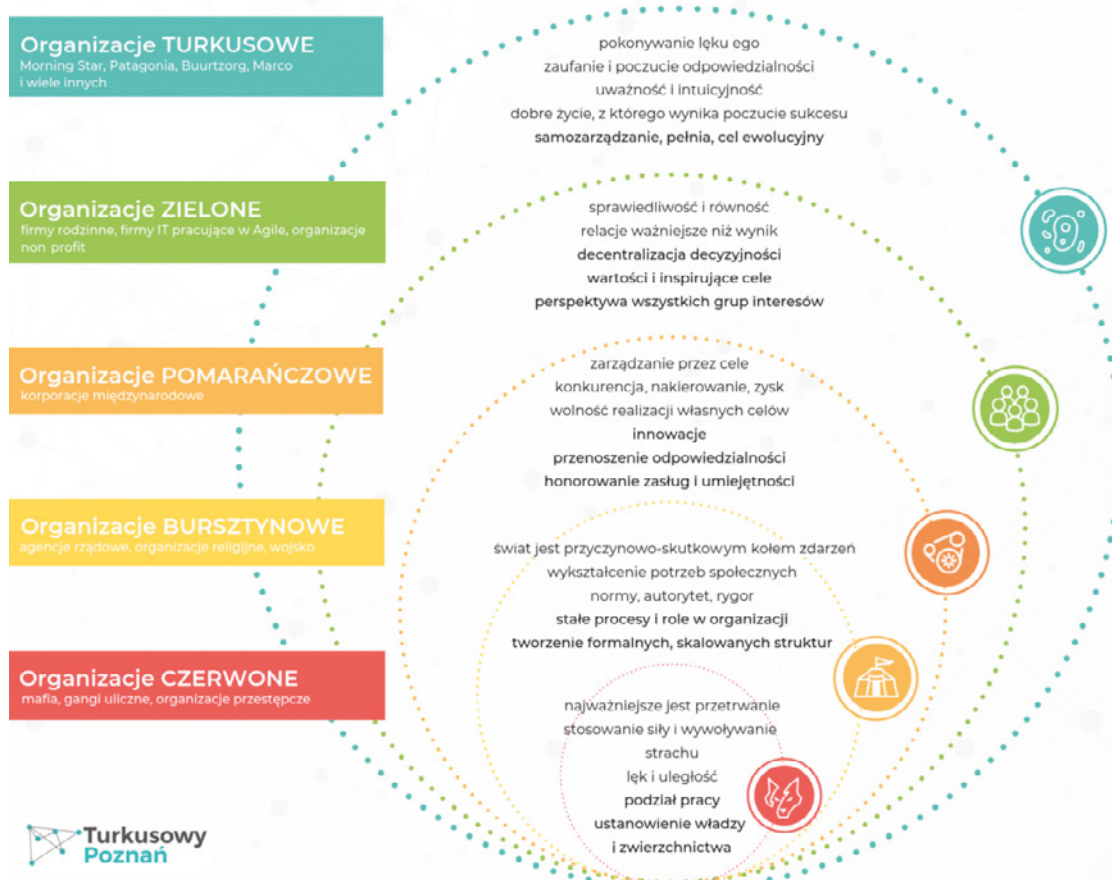 Organizacje TURKUSOWE
Morning Star, Patagonia, Buurtzorg, Marco
i wiele innych
pokonywanie lęku ego
zaufanie i poczucie odpowiedzialności
uważność i intuicyjność
dobre życie, z którego wynika poczucie sukcesu
samozarządzanie, pełnia, cel ewolucyjny
Organizacje ZIELONE
firmy rodzinne, firmy IT pracujące w Agile, organizacje
non profit
sprawiedliwość i równość
relacje ważniejsze niż wynik
decentralizacja decyzyjności
wartości i inspirujące cele
perspektywa wszystkich grup interesów
Organizacje POMARAŃCZOWE
korporacje międzynarodowe
zarządzanie przez cele
konkurencja, nakierowanie, zysk
wolność realizacji własnych celów
innowacje
przenoszenie odpowiedzialności
honorowanie zasług i umiejętności
Organizacje BURSZTYNOWE
agencje rządowe, organizacje religijne, wojsko
świat jest przyczynowo-skutkowym kołem zdarzeń
wykształcenie potrzeb społecznych
normy, autorytet, rygor
stałe procesy i role w organizacji
tworzenie formalnych, skalowanych struktur
Organizacje CZERWONE
mafia, gangi uliczne, organizacje przestępcze
najważniejsze jest przetrwanie
stosowanie siły i wywoływanie
strachu
lęk i uległość
podział pracy
ustanowienie władzy
i zwierzchnictwa
Turkusowy
Poznań